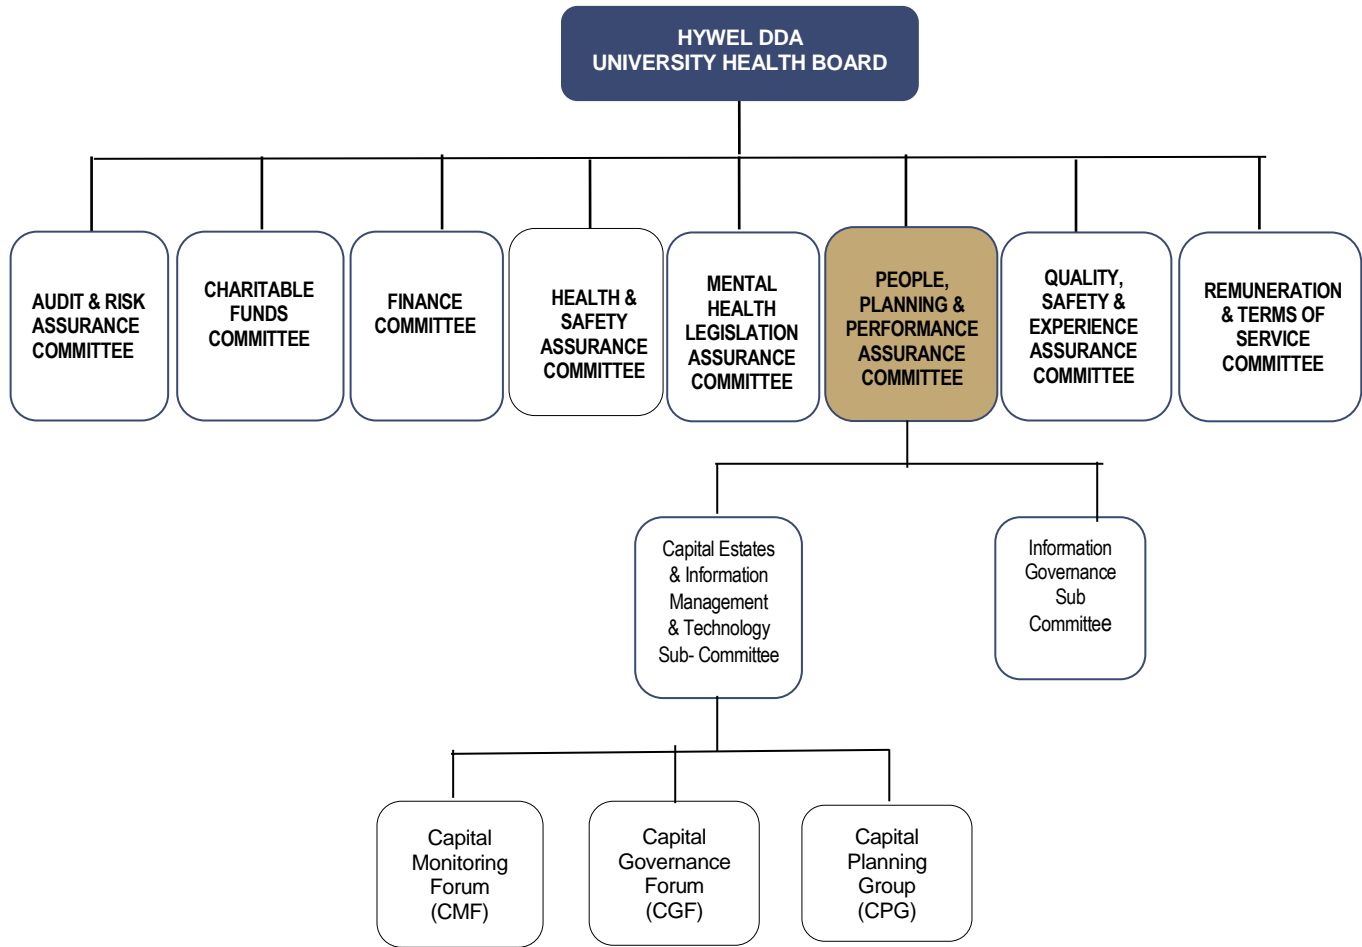 HYWEL DDA
UNIVERSITY HEALTH BOARD
AUDIT & RISK
ASSURANCE
COMMITTEE
CHARITABLE
FUNDS
COMMITTEE
FINANCE
COMMITTEE
HEALTH &
SAFETY
ASSURANCE
COMMITTEE
MENTAL
HEALTH
LEGISLATION
ASSURANCE
COMMITTEE
PEOPLE,
PLANNING &
PERFORMANCE
ASSURANCE
COMMITTEE
QUALITY,
SAFETY &
EXPERIENCE
ASSURANCE
COMMITTEE
REMUNERATION
& TERMS OF
SERVICE
COMMITTEE
Capital Estates
& Information
Management
& Technology
Sub- Committee
Information
Governance
Sub
Committee
Capital
Monitoring
Forum
(CMF)
Capital
Governance
Forum
(CGF)
Capital
Planning
Group
(CPG)